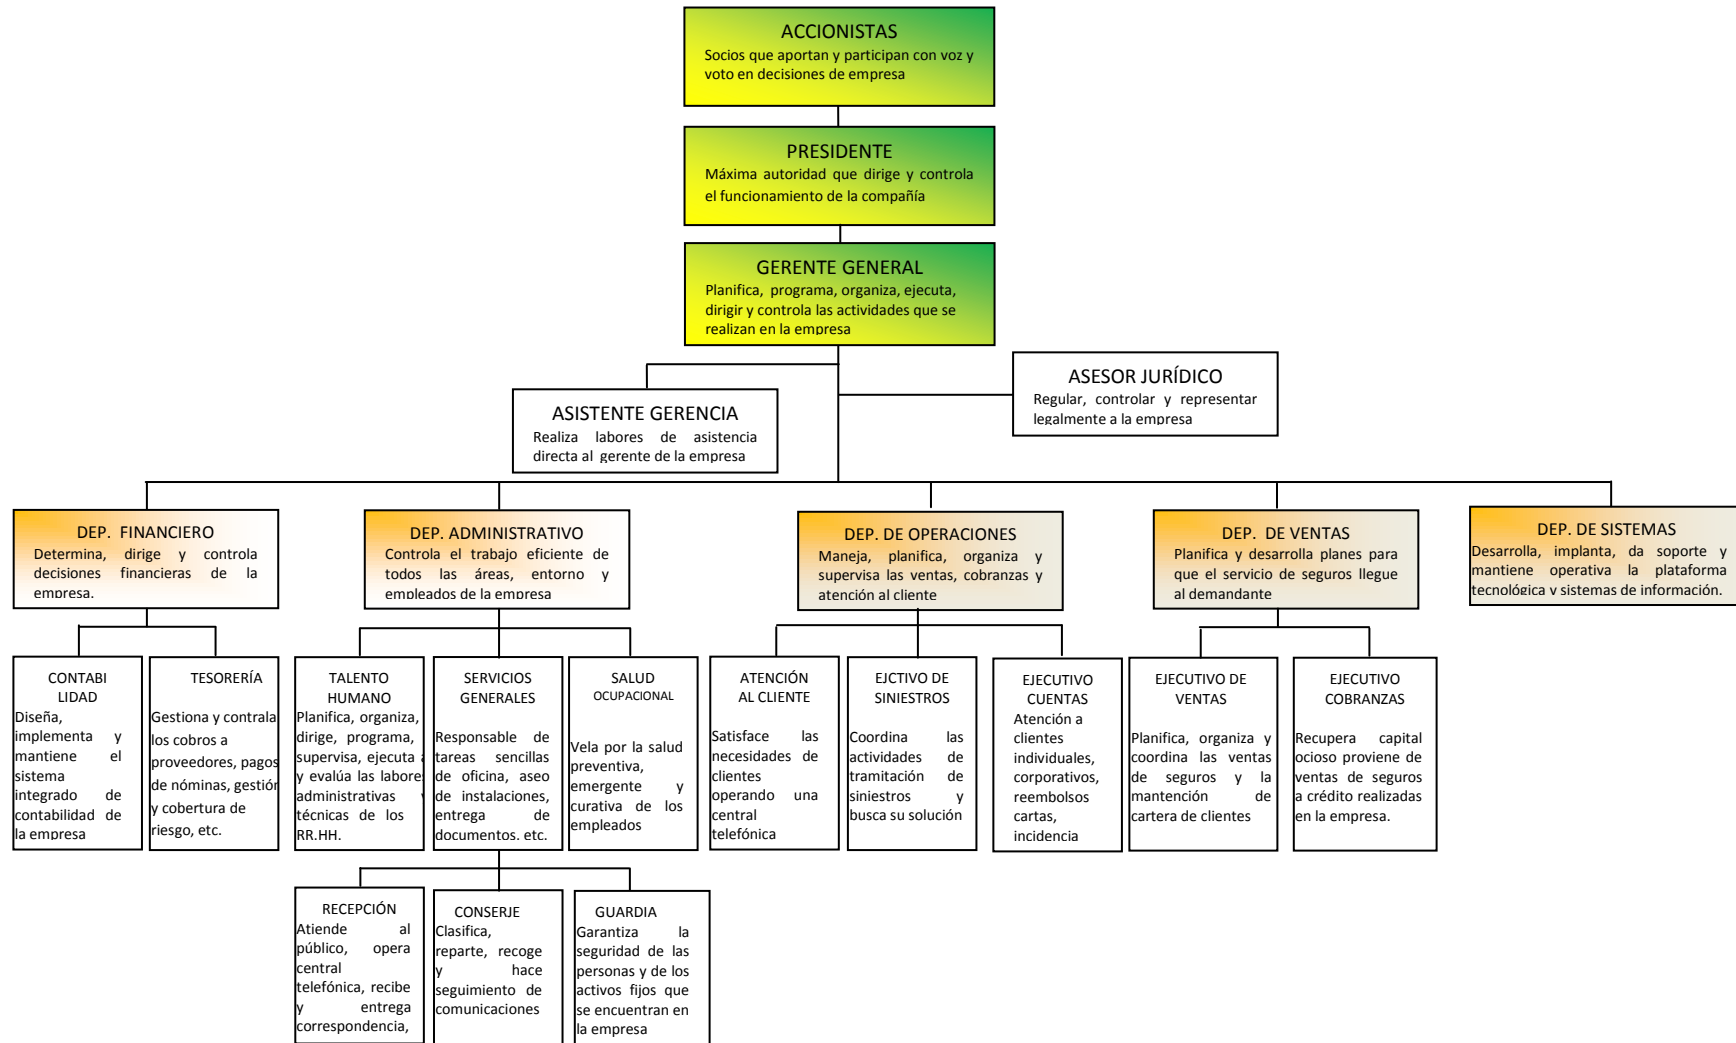 ACCIONISTAS
Socios que aportan y participan con voz y
voto en decisiones de empresa
PRESIDENTE
Máxima autoridad que dirige y controla
el funcionamiento de la compañía
GERENTE GENERAL
Planifica, programa, organiza, ejecuta,
dirigir y controla las actividades que se
realizan en la empresa
ASESOR JURÍDICO
Regular, controlar y representar
legalmente a la empresa
ASISTENTE GERENCIA
Realiza labores de asistencia
directa al gerente de la empresa
DEP. FINANCIERO
Determina, dirige y controla
decisiones financieras de la
empresa.
DEP. ADMINISTRATIVO
Controla el trabajo eficiente de
todos las áreas, entorno y
empleados de la empresa
DEP. DE OPERACIONES
Maneja, planifica, organiza y
supervisa las ventas, cobranzas y
atención al cliente
DEP. DE VENTAS
Planifica y desarrolla planes para
que el servicio de seguros llegue
al demandante
DEP. DE SISTEMAS
Desarrolla, implanta, da soporte y
mantiene operativa la plataforma
tecnológica y sistemas de información.
CONTABI
LIDAD
Diseña,
implementa y
mantiene el
sistema
integrado de
contabilidad de
la empresa
TESORERÍA
Gestiona y contrala
los cobros a
proveedores, pagos
de nóminas, gestión
y cobertura de
riesgo, etc.
TALENTO
HUMANO
Planifica, organiza,
dirige, programa,
supervisa, ejecuta
y evalúa las labores
administrativas y
técnicas de los
RR.HH.
SERVICIOS
GENERALES
Responsable de
tareas sencillas
de oficina, aseo
de instalaciones,
entrega de
documentos. etc.
SALUD
OCUPACIONAL
Vela por la salud
preventiva,
emergente y
curativa de los
empleados
ATENCIÓN
AL CLIENTE
Satisface las
necesidades de
clientes
operando una
central
telefónica
EJCTIVO DE
SINIESTROS
Coordina las
actividades de
tramitación de
siniestros y
busca su solución
EJECUTIVO
CUENTAS
Atención a
clientes
individuales,
corporativos,
reembolsos
cartas,
incidencia
EJECUTIVO DE
VENTAS
Planifica, organiza y
coordina las ventas
de seguros y la
mantención de
cartera de clientes
EJECUTIVO
COBRANZAS
Recupera capital
ocioso proviene de
ventas de seguros
a crédito realizadas
en la empresa.
RECEPCIÓN
Atiende al
público, opera
central
telefónica, recibe
y entrega
correspondencia,
CONSERJE
Clasifica,
reparte, recoge
y hace
seguimiento de
comunicaciones
GUARDIA
Garantiza la
seguridad de las
personas y de los
activos fijos que
se encuentran en
la empresa